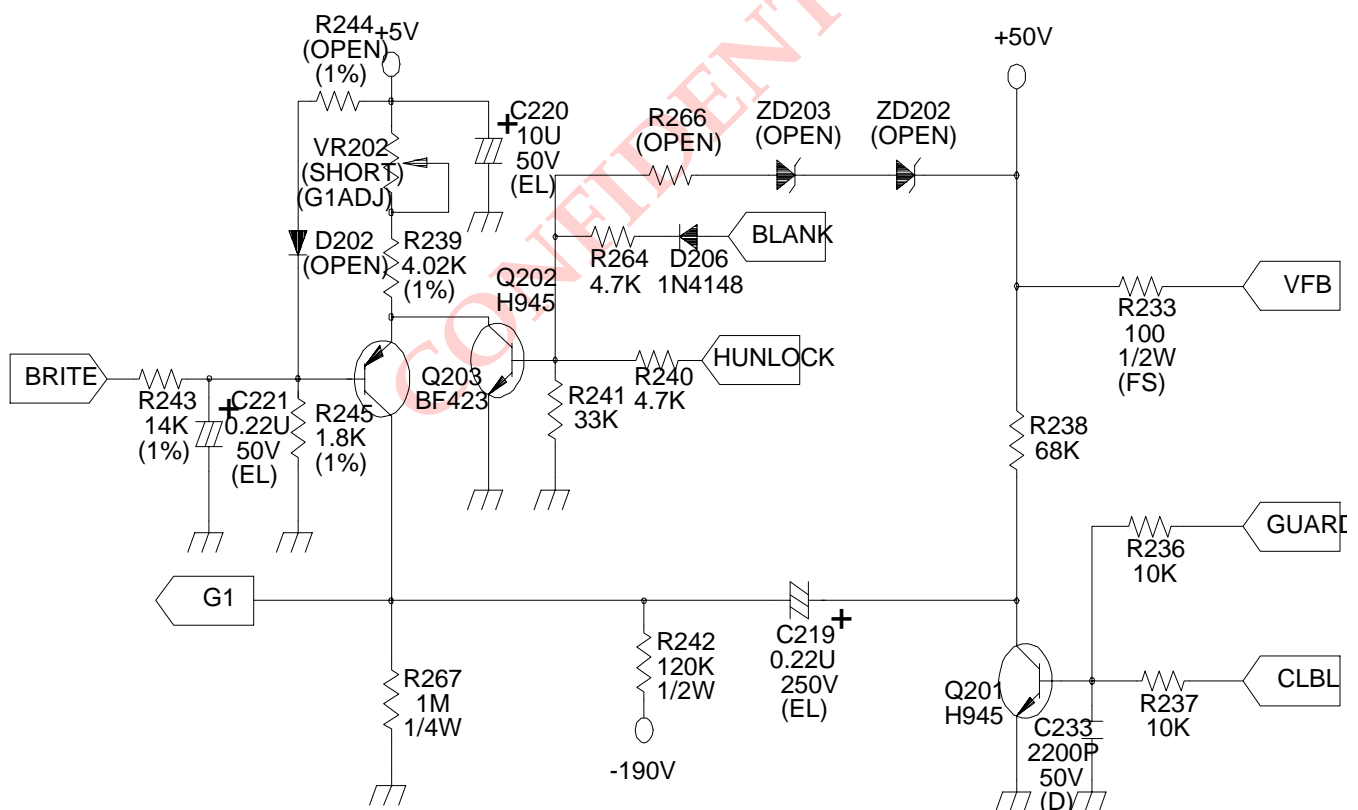 R244
(OPEN)
(1%)
+5V
+50V
C220
10U
50V
(EL)
+
VR202
(SHORT)
(G1ADJ)
R266
(OPEN)
ZD203
(OPEN)
ZD202
(OPEN)
D202
(OPEN)
R239
4.02K
(1%)
Q202
H945
R264
4.7K
D206
1N4148
BLANK
R233
100
1/2W
(FS)
VFB
BRITE
R243
14K
(1%)
+
C221
0.22U
50V
(EL)
R245
1.8K
(1%)
Q203
BF423
R241
33K
R240
4.7K
HUNLOCK
R238
68K
R236
10K
GUARD
G1
R267
1M
1/4W
R242
120K
1/2W
-190V
C219
0.22U
250V
(EL)
+
Q201
H945
R237
10K
CLBL
C233
2200P
50V
(D)
CONFIDENT